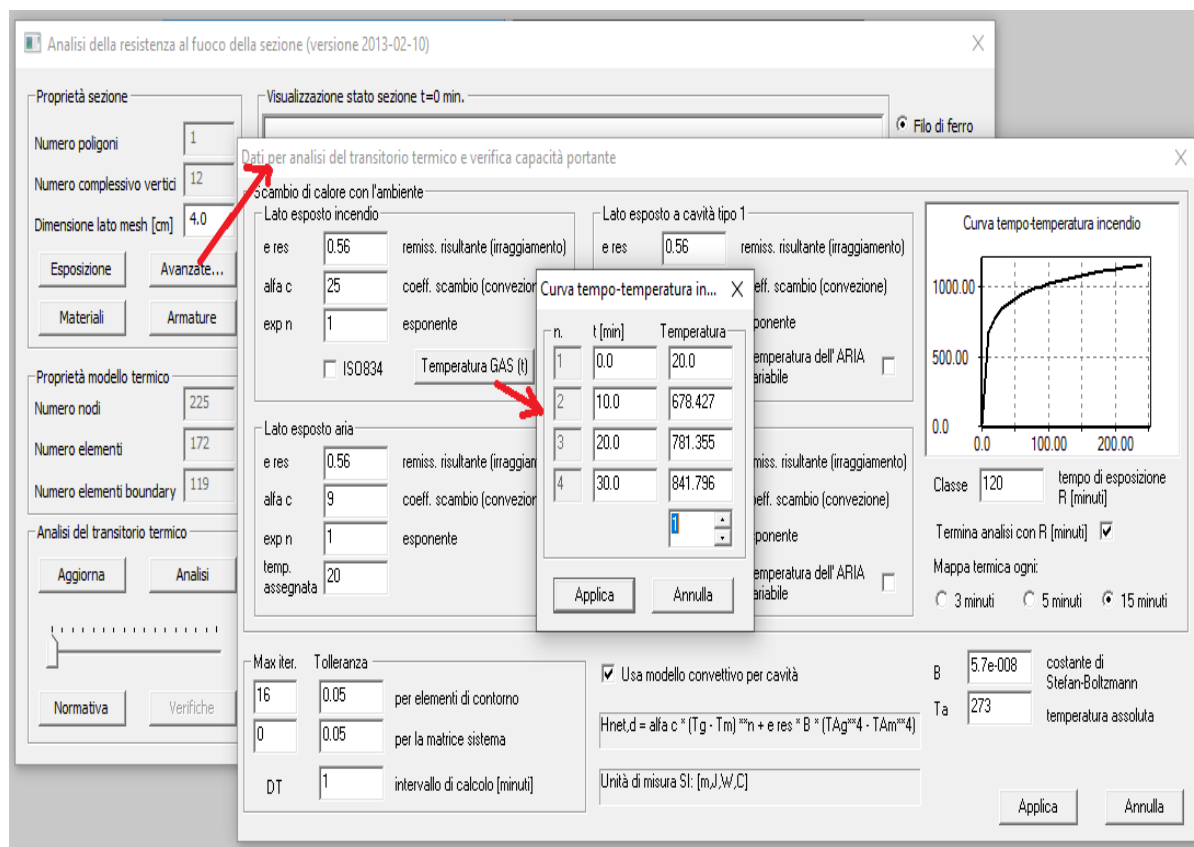 Analisi della resistenza al fuoco della sezione (versione 2013-02-10)
Proprietà sezione
Numero poligoni
1
Numero complessivo vertici
12
Dimensione lato mesh [cm]
4.0
Esposizione
Avanzate...
Materiali
Armature
Proprietà modello termico
Numero nodi
225
Numero elementi
172
Numero elementi boundary
119
Analisi del transitorio termico
Aggiorna
Analisi
Normativa
Verifiche
Visualizzazione stato sezione t=0 min.
Filo di ferro
Dati per analisi del transitorio termico e verifica capacità portante
Scambio di calore con l'ambiente
Lato esposto incendio
e res
0.56
remiss. risultante (irraggiamento)
alfa c
25
coeff. scambio (convezion
exp n
1
esponente
ISO834
Temperatura GAS (t)
Lato esposto a cavità tipo 1
e res
0.56
remiss. risultante (irraggiamento)
eff. scambio (convezione)
ponente
emperatura dell' ARIA
ariabile
Lato esposto aria
e res
0.56
remiss. risultante (irraggian
alfa c
9
coeff. scambio (convezion
exp n
1
esponente
temp.
assegnata
20
miss. risultante (irraggiamento)
eff. scambio (convezione)
ponente
emperatura dell' ARIA
ariabile
Curva tempo-temperatura in...
n.
t [min]
Temperatura
1
0.0
20.0
2
10.0
678.427
3
20.0
781.355
4
30.0
841.796
1
Applica
Annulla
Curva tempo-temperatura incendio
1000.00
500.00
0.0
0.0
100.00
200.00
Classe
120
tempo di esposizione
R [minuti]
Termina analisi con R [minuti]
Mappa termica ogni:
3 minuti
5 minuti
15 minuti
Max iter.
Tolleranza
16
0.05
per elementi di contorno
0
0.05
per la matrice sistema
DT
1
intervallo di calcolo [minuti]
Usa modello convettivo per cavità
Hnet,d = alfa c * (Tg - Tm) **n + e res * B * (TAg**4 - TAm**4)
Unità di misura SI: [m,J,W,C]
B
5.7e-008
costante di
Stefan-Boltzmann
Ta
273
temperatura assoluta
Applica
Annulla